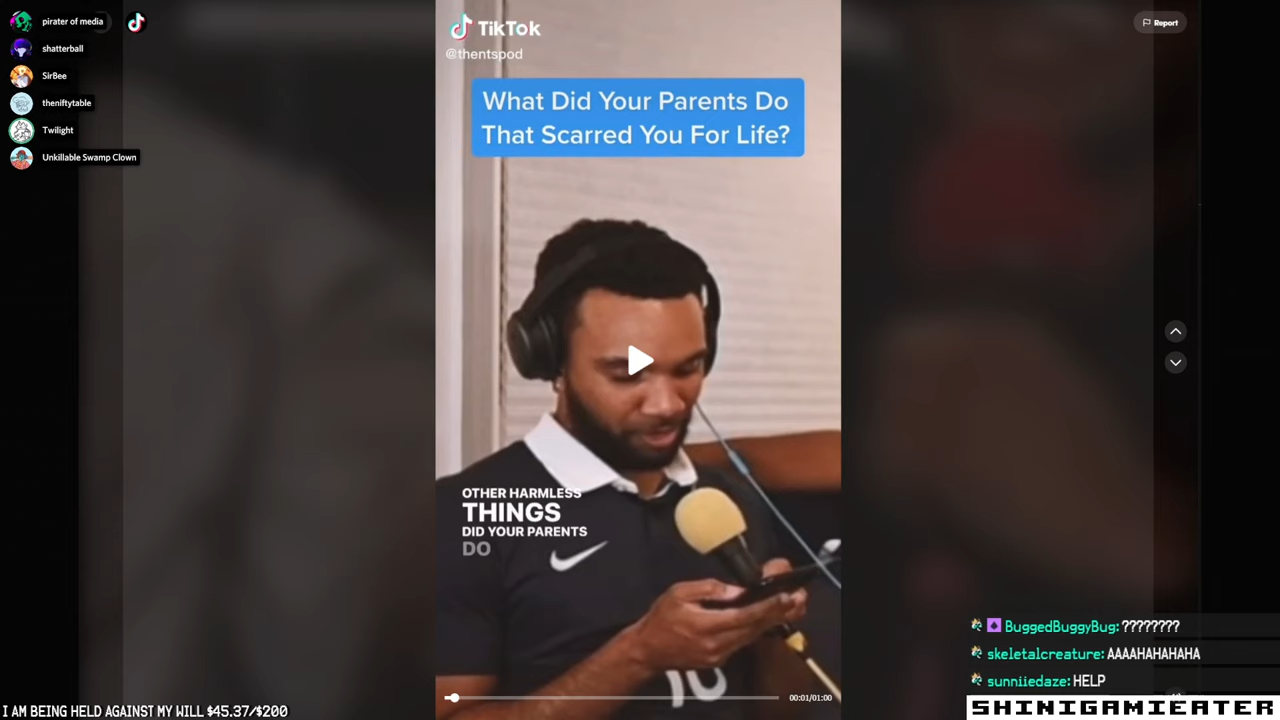 pirater of media
shatterball
SirBee
theniftytable
Twilight
Unkillable Swamp Clown
TikTok
@thentspod
Report
What Did Your Parents Do
That Scarred You For Life?
OTHER HARMLESS
THINGS
DID YOUR PARENTS
DO
10
00:01/01:00
BuggedBuggyBug: ????????
skeletalcreature: AAAAHAHAHAHA
sunniiedaze: HELP
I AM BEING HELD AGAINST MY WILL $45.37/$200
SHINIGAMIEATER